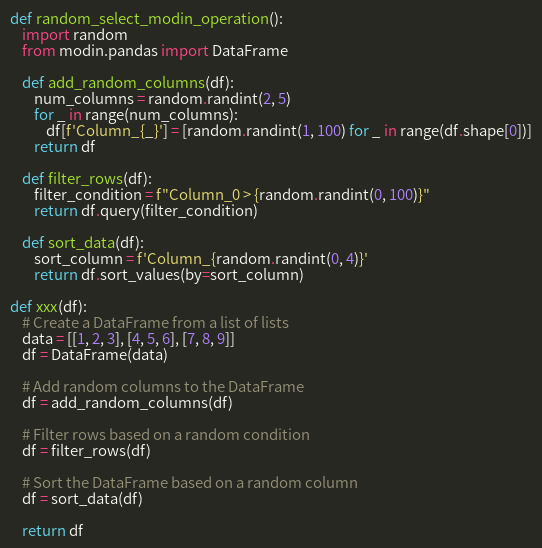 def random_select_modin_operation():
    import random
    from modin.pandas import DataFrame

    def add_random_columns(df):
        num_columns = random.randint(2, 5)
        for _ in range(num_columns):
            df[f'Column_{_}'] = [random.randint(1, 100) for _ in range(df.shape[0])]
        return df

    def filter_rows(df):
        filter_condition = f"Column_0 > {random.randint(0, 100)}"
        return df.query(filter_condition)

    def sort_data(df):
        sort_column = f'Column_{random.randint(0, 4)}'
        return df.sort_values(by=sort_column)

def xxx(df):
    # Create a DataFrame from a list of lists
    data = [[1, 2, 3], [4, 5, 6], [7, 8, 9]]
    df = DataFrame(data)

    # Add random columns to the DataFrame
    df = add_random_columns(df)

    # Filter rows based on a random condition
    df = filter_rows(df)

    # Sort the DataFrame based on a random column
    df = sort_data(df)

    return df